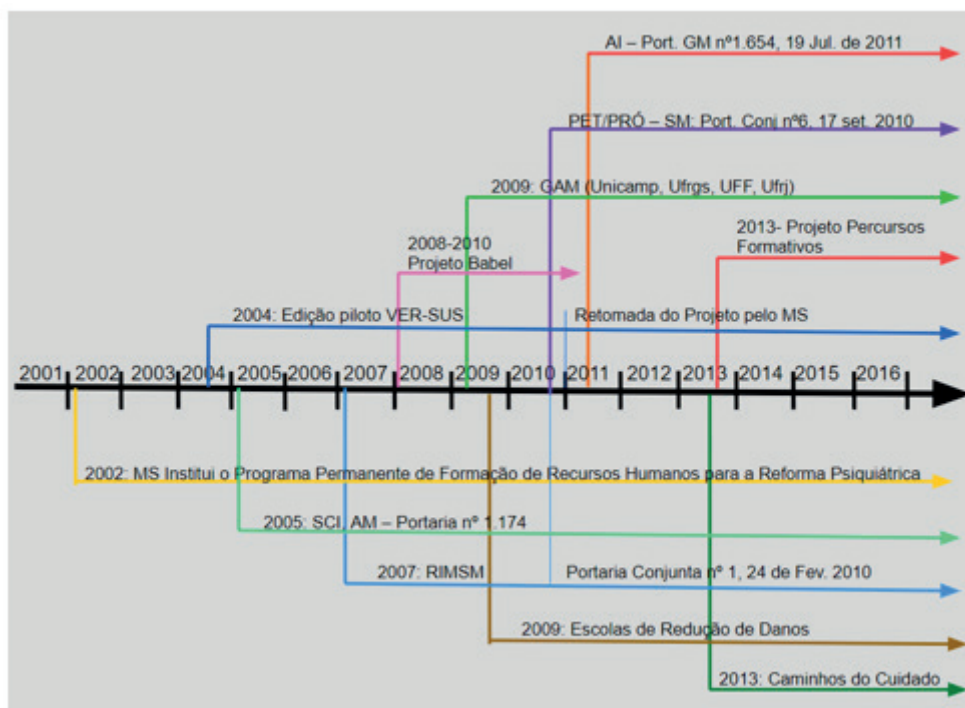 AI – Port. GM nº1.654, 19 Jul. de 2011
PET/PRÓ – SM: Port. Conj nº6, 17 set. 2010
2009: GAM (Unicamp, Ufrgs, UFF, Ufrj)
2013- Projeto Percursos
Formativos
2008-2010
Projeto Babel
2004: Edição piloto VER-SUS
Retomada do Projeto pelo MS
2001 2002 2003 2004 2005 2006 2007 2008 2009 2010 2011 2012 2013 2014 2015 2016
2002: MS Institui o Programa Permanente de Formação de Recursos Humanos para a Reforma Psiquiátrica
2005: SCI, AM – Portaria nº 1.174
2007: RIMSM
Portaria Conjunta nº 1, 24 de Fev. 2010
2009: Escolas de Redução de Danos
2013: Caminhos do Cuidado